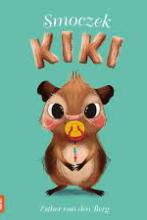 Smoczek
KIKI
Esther van den Berg